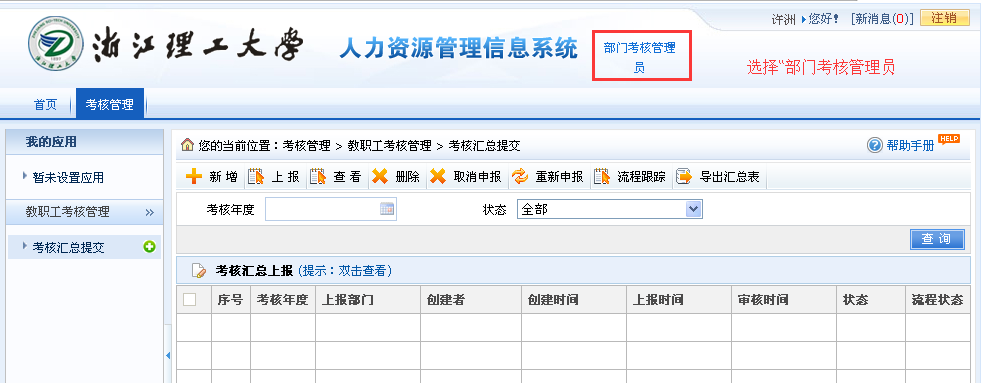 许洲 您好! [新消息(0)] 注销
浙江理工大学 人力资源管理信息系统
部门考核管理
员
选择"部门考核管理员
首页 考核管理
我的应用
暂未设置应用
教职工考核管理 »
考核汇总提交
您的当前位置：考核管理 > 教职工考核管理 > 考核汇总提交 帮助手册 HELP
新增 上报 查看 删除 取消申报 重新申报 流程跟踪 导出汇总表
考核年度 状态 全部
查询
考核汇总上报 (提示：双击查看)
序号 考核年度 上报部门 创建者 创建时间 上报时间 审核时间 状态 流程状态